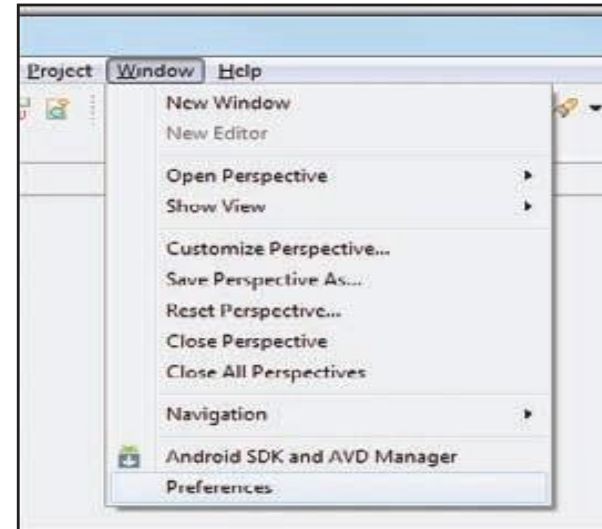 Project Window Help
New Window
New Editor
Open Perspective
Show View
Customize Perspective...
Save Perspective As...
Reset Perspective...
Close Perspective
Close All Perspectives
Navigation
Android SDK and AVD Manager
Preferences